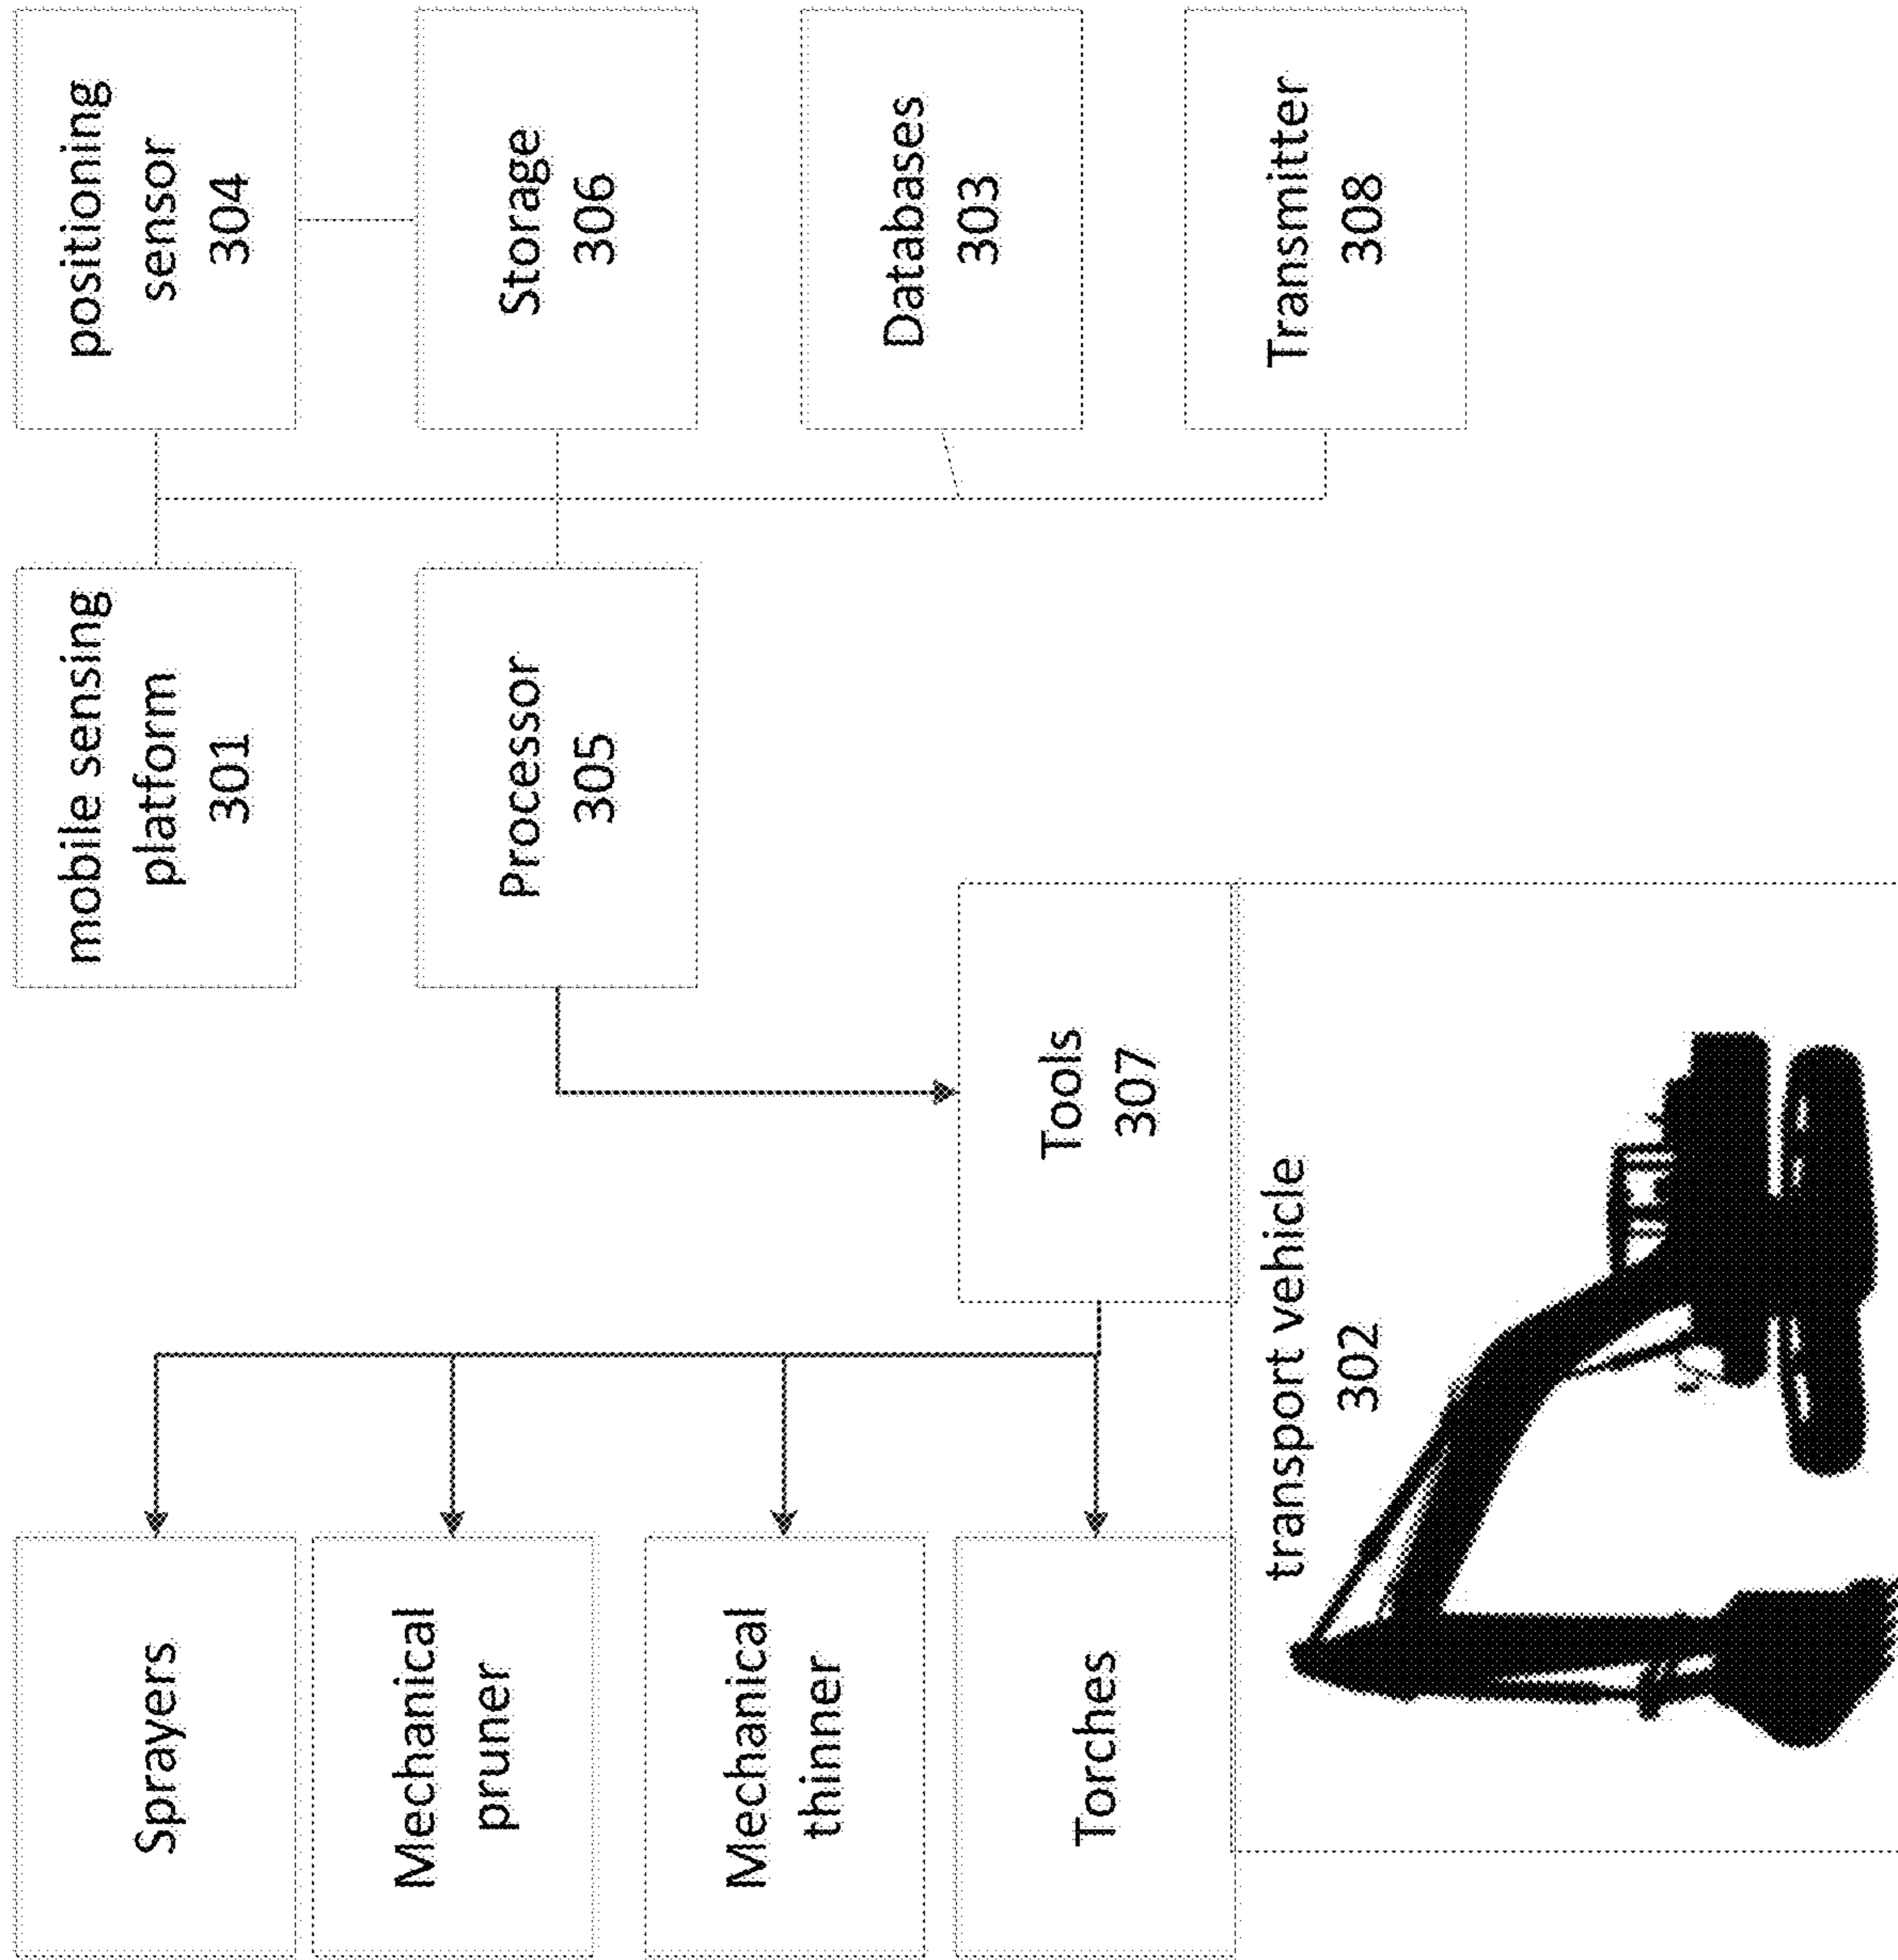 Sprayers
Mechanical
pruner
Mechanical
thinner
Torches
mobile sensing
platform
301
positioning
sensor
304
Processor
305
Storage
306
Databases
303
Transmitter
308
Tools
307
transport vehicle
302